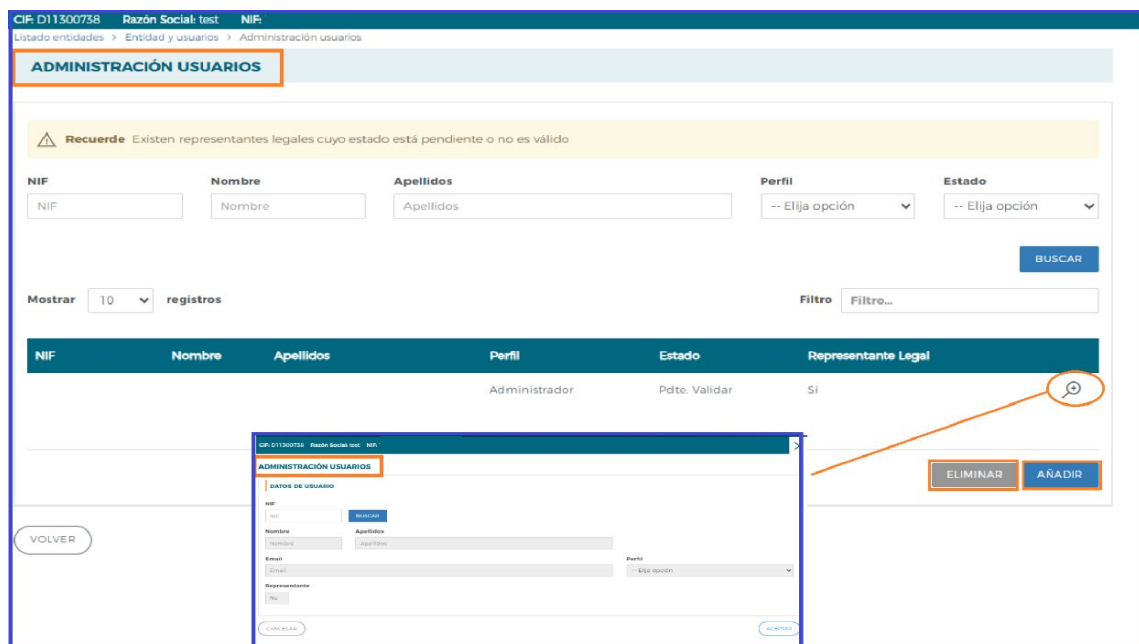 CIF: D11300738 Razón Social: test NIF:
Listado entidades > Entidad y usuarios > Administración usuarios
ADMINISTRACIÓN USUARIOS
Recuerde Existen representantes legales cuyo estado está pendiente o no es válido
NIF Nombre Apellidos Perfil Estado
NIF Nombre Apellidos -- Elija opción -- Elija opción
BUSCAR
Mostrar 10 registros Filtro Filtro...
NIF Nombre Apellidos Perfil Estado Representante Legal
Administrador Pdte. Validar Si
ELIMINAR AÑADIR
VOLVER
CIF: D11300738 Razón Social: test NIF:
ADMINISTRACIÓN USUARIOS
DATOS DE USUARIO
NIF
NIF BUSCAR
Nombre Apellidos
Nombre Apellidos
Email Perfil
Email -- Elija opción
Representante
No
CANCELAR ACEPTAR